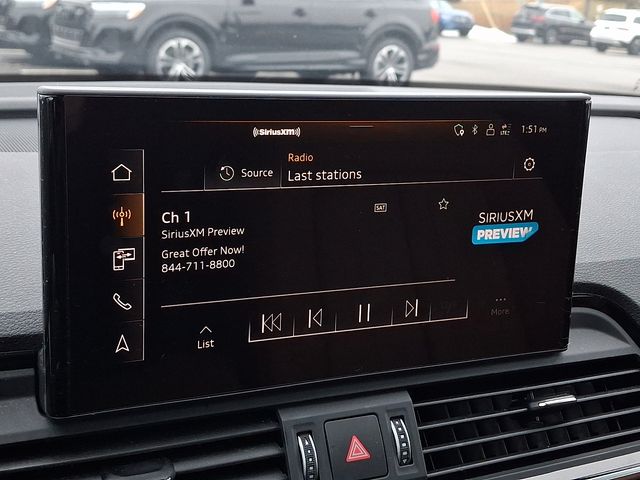 ((SiriusXM))
LTE
1:51 PM
Source
Radio
Last stations
Ch 1
SAT
SiriusXM Preview
Great Offer Now!
844-711-8800
SIRIUSXM
PREVIEW
List
More